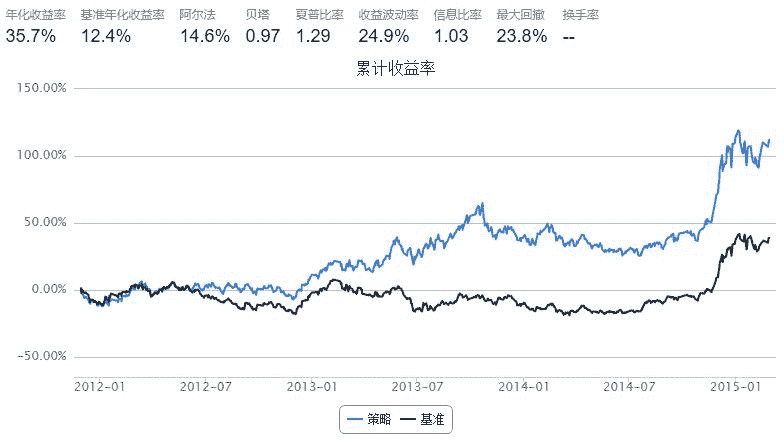 年化收益率 基准年化收益率 阿尔法 贝塔 夏普比率 收益波动率 信息比率 最大回撤 换手率
35.7% 12.4% 14.6% 0.97 1.29 24.9% 1.03 23.8% --
累计收益率
150.00%
100.00%
50.00%
0.00%
-50.00%
2012-01 2012-07 2013-01 2013-07 2014-01 2014-07 2015-01
策略 基准